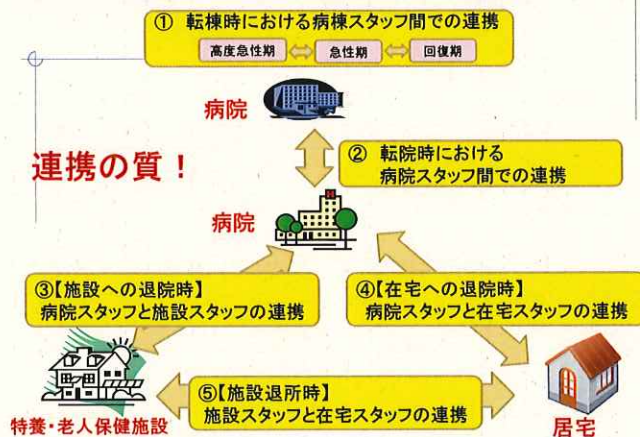 ① 転棟時における病棟スタッフ間での連携
高度急性期 急性期 回復期
病院
連携の質！
② 転院時における
病院スタッフ間での連携
病院
H
③【施設への退院時】
病院スタッフと施設スタッフの連携
④【在宅への退院時】
病院スタッフと在宅スタッフの連携
⑤【施設退所時】
施設スタッフと在宅スタッフの連携
特養・老人保健施設
居宅